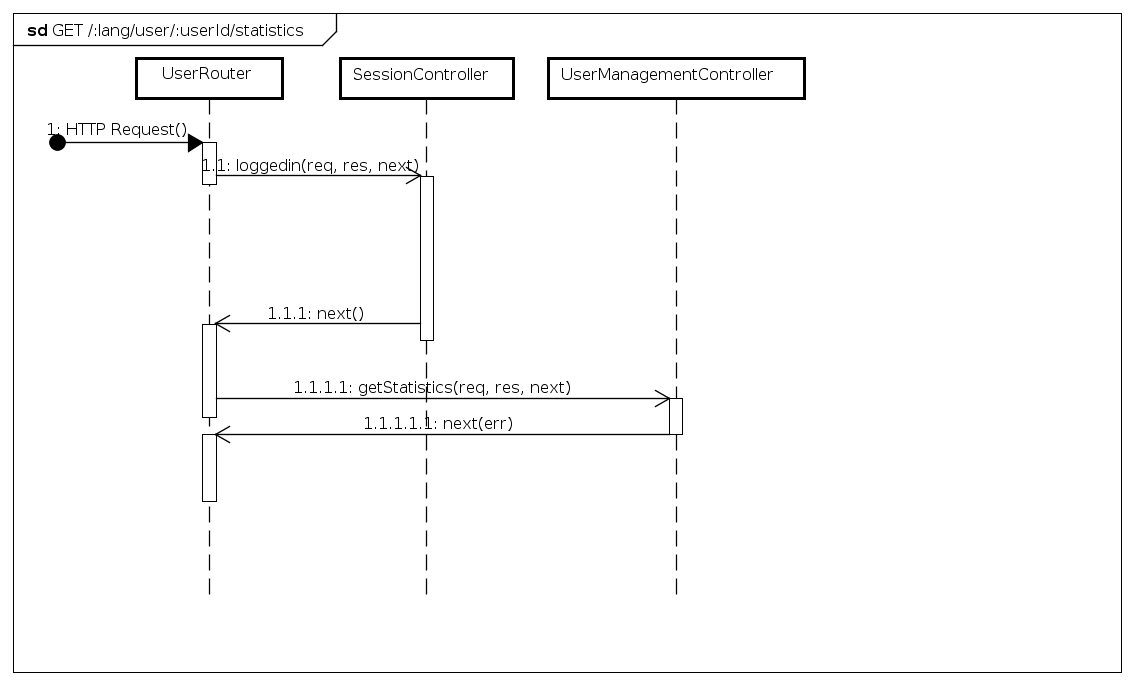 sd GET /:lang/user/:userId/statistics
UserRouter
SessionController
UserManagementController
1: HTTP Request()
1.1: loggedin(req, res, next)
1.1.1: next()
1.1.1.1: getStatistics(req, res, next)
1.1.1.1.1: next(err)